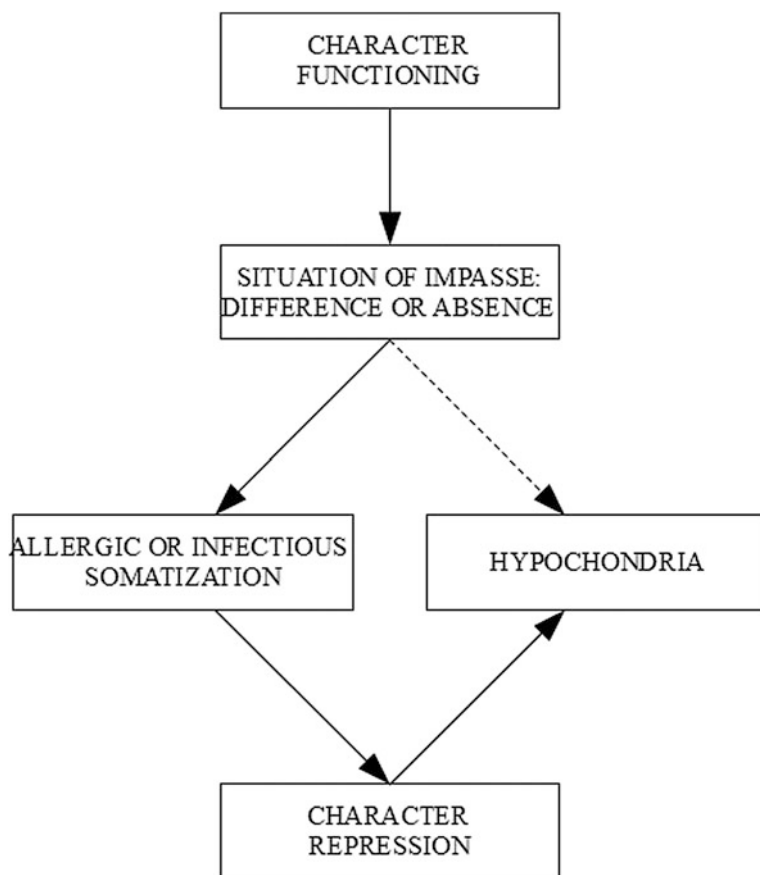 CHARACTER
FUNCTIONING
SITUATION OF IMPASSE:
DIFFERENCE OR ABSENCE
ALLERGIC OR INFECTIOUS
SOMATIZATION
HYPOCHONDRIA
CHARACTER
REPRESSION